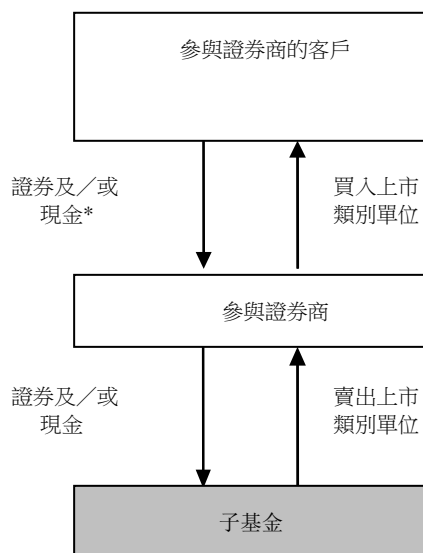 參與證券商的客戶
證券及／或
現金*
買入上市
類別單位
參與證券商
證券及／或
現金
賣出上市
類別單位
子基金